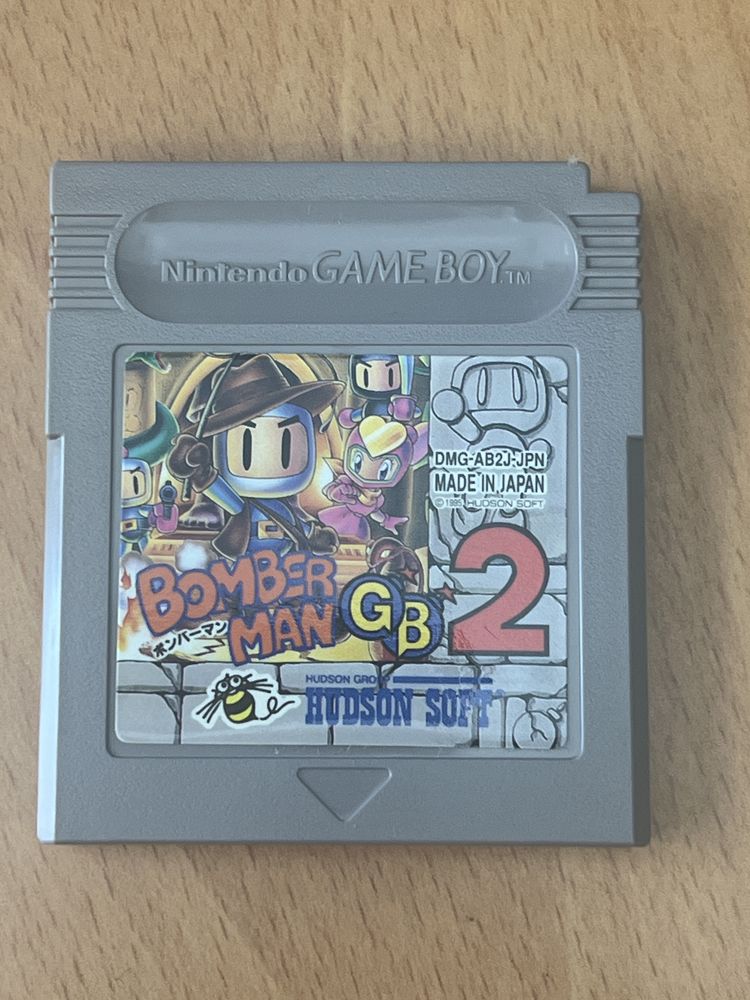 Nintendo GAME BOY TM
DMG-AB2J-JPN
MADE IN JAPAN
©1995 HUDSON SOFT
BOMBER
MAN
ボンバーマン
GB
2
HUDSON GROUP
HUDSON SOFT